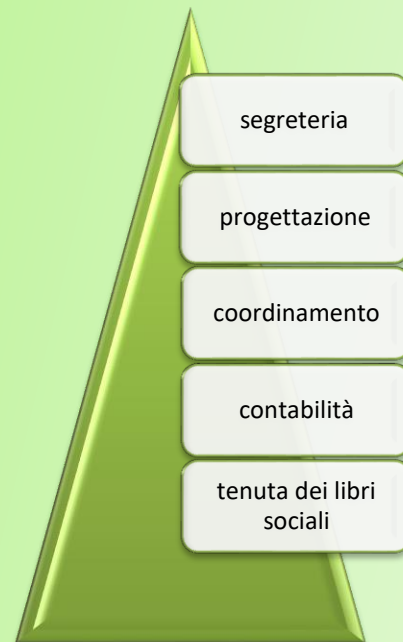 segreteria
progettazione
coordinamento
contabilità
tenuta dei libri
sociali